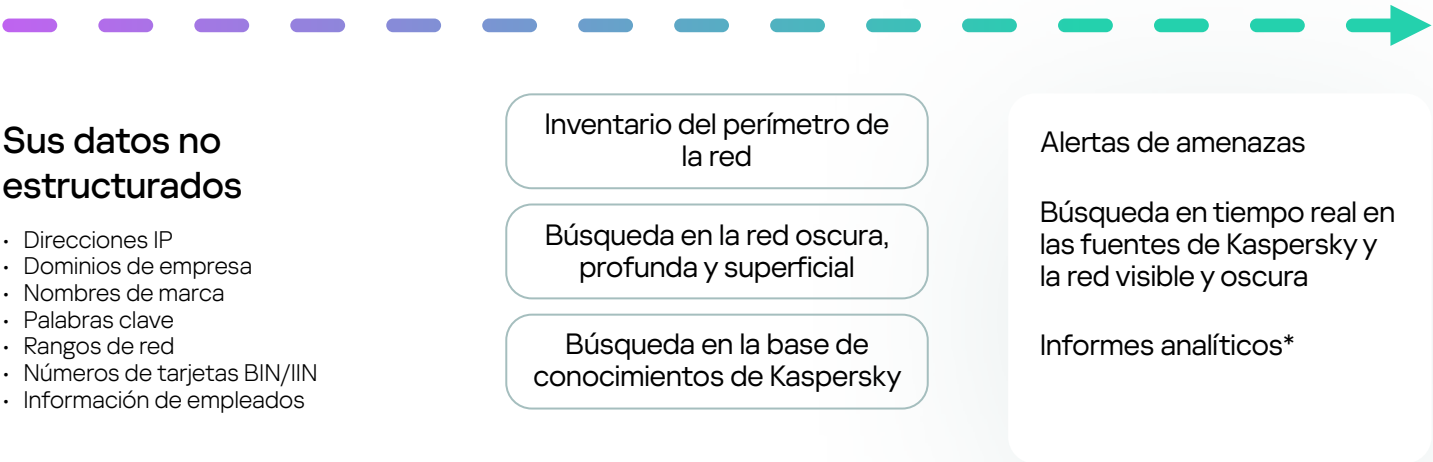 Sus datos no
estructurados
· Direcciones IP
· Dominios de empresa
· Nombres de marca
· Palabras clave
· Rangos de red
· Números de tarjetas BIN/IIN
· Información de empleados
Inventario del perímetro de
la red
Búsqueda en la red oscura,
profunda y superficial
Búsqueda en la base de
conocimientos de Kaspersky
Alertas de amenazas
Búsqueda en tiempo real en
las fuentes de Kaspersky y
la red visible y oscura
Informes analíticos*